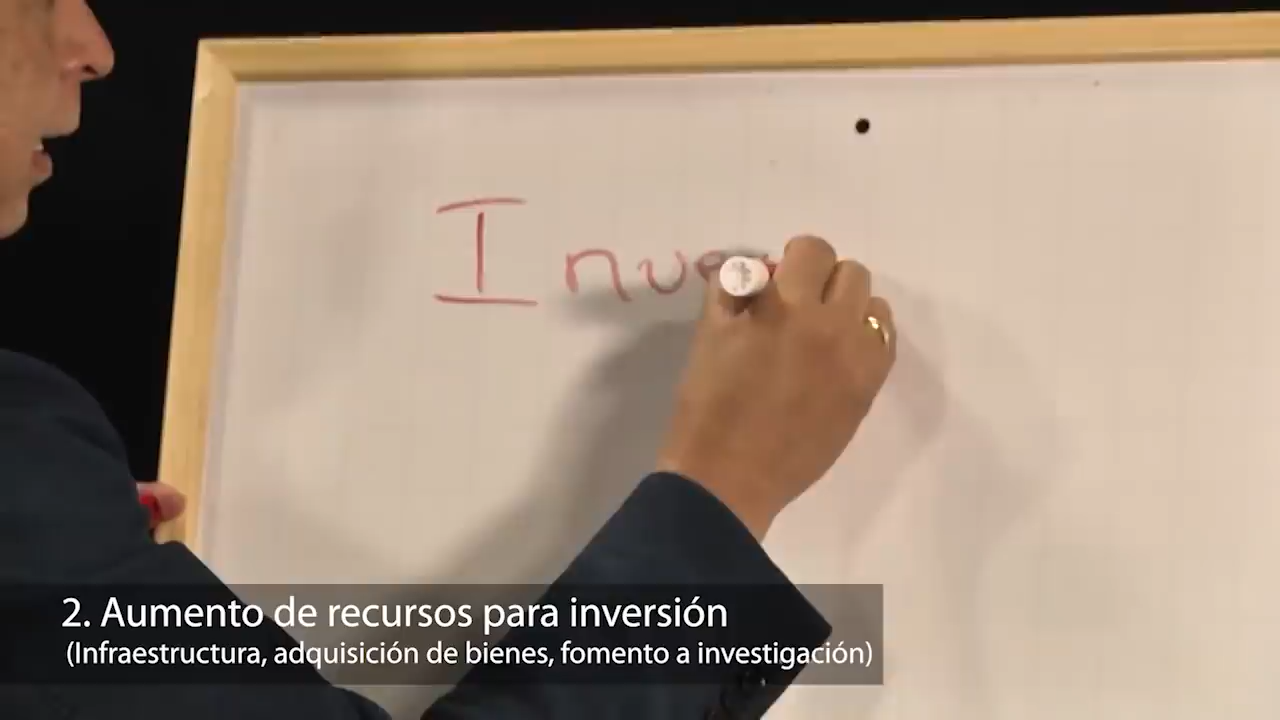 Inve
2. Aumento de recursos para inversión
(Infraestructura, adquisición de bienes, fomento a investigación)